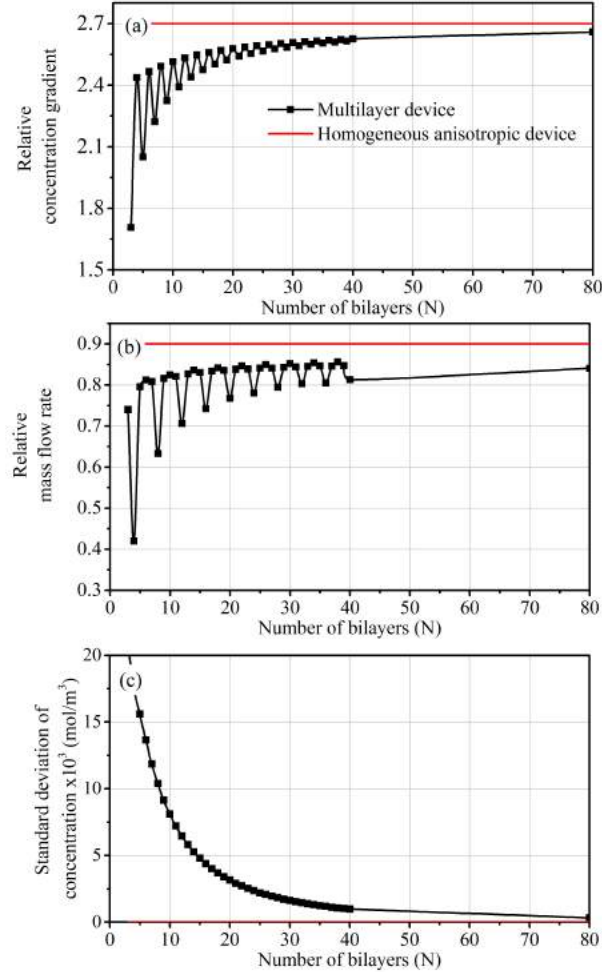 2.7
2.4
2.1
1.8
1.5
Relative
concentration gradient
(a)
Multilayer device
Homogeneous anisotropic device
0 10 20 30 40 50 60 70 80
Number of bilayers (N)
0.9
0.8
0.7
0.6
0.5
0.4
0.3
Relative
mass flow rate
(b)
0 10 20 30 40 50 60 70 80
Number of bilayers (N)
20
15
10
5
0
Standard deviation of
concentration x10³ (mol/m³)
(c)
0 10 20 30 40 50 60 70 80
Number of bilayers (N)